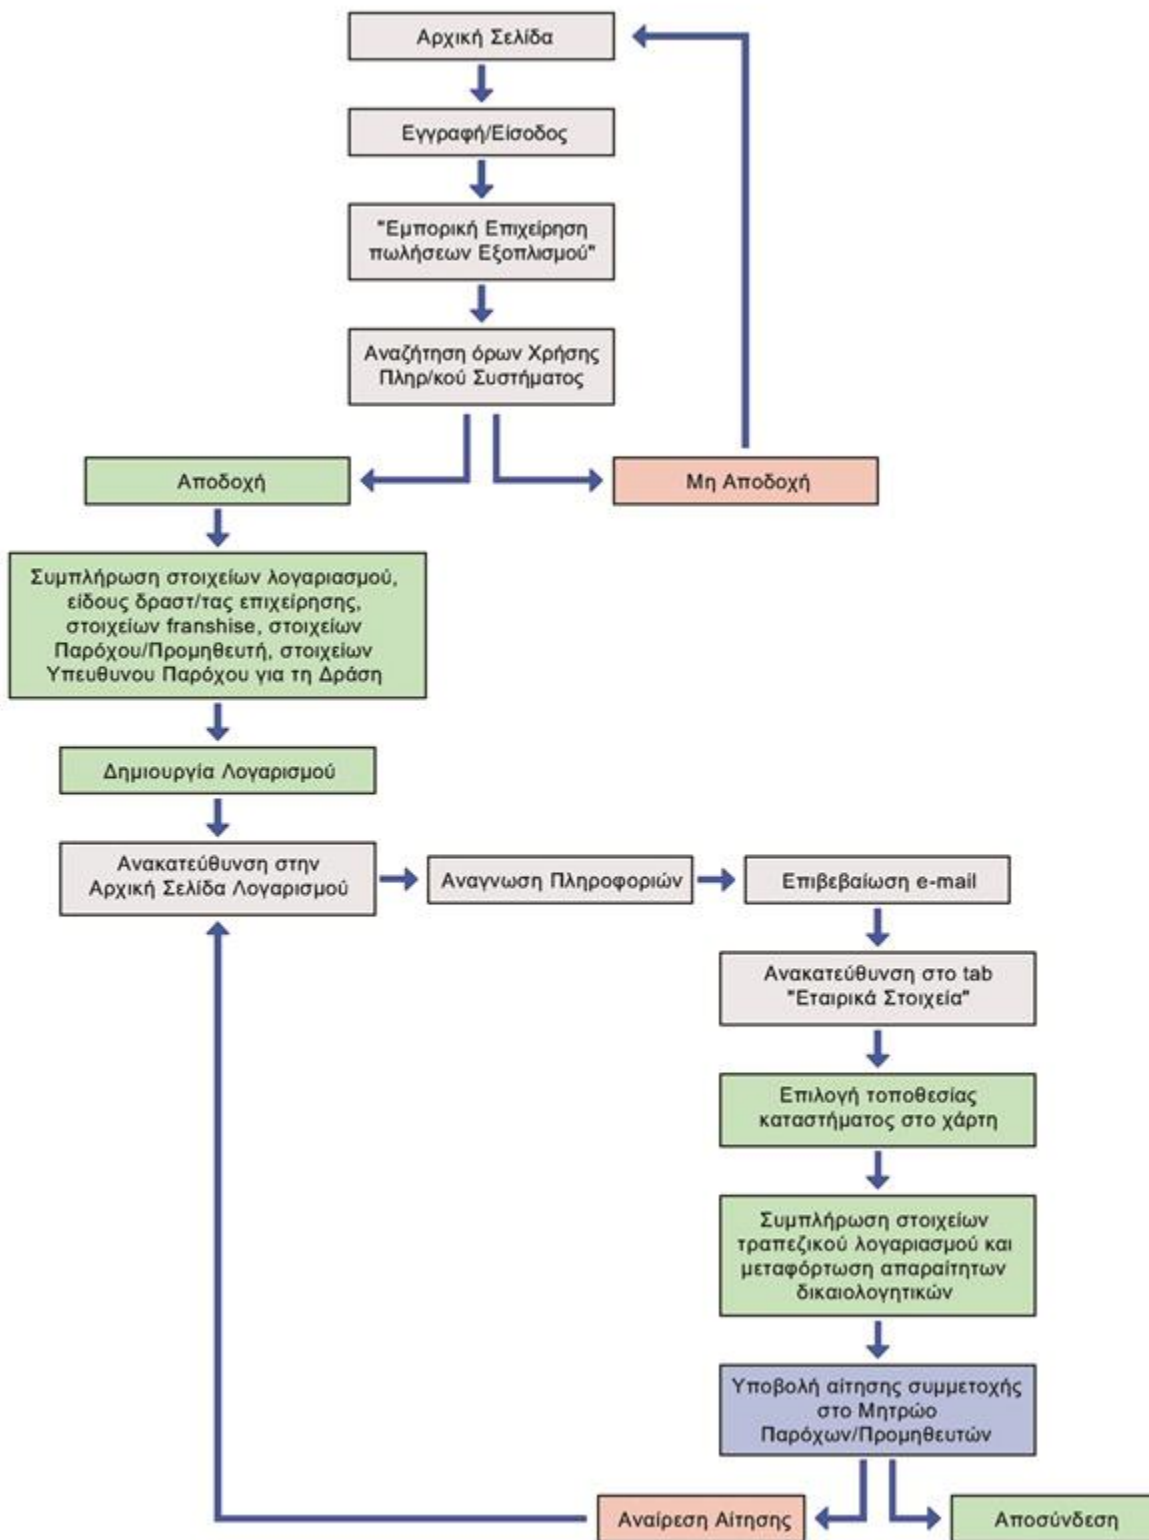 Αρχική Σελίδα
Εγγραφή/Είσοδος
"Εμπορική Επιχείρηση
πωλήσεων Εξοπλισμού"
Αναζήτηση όρων Χρήσης
Πληρ/κού Συστήματος
Αποδοχή
Μη Αποδοχή
Συμπλήρωση στοιχείων λογαριασμού,
είδους δραστ/τας επιχείρησης,
στοιχείων franshise, στοιχείων
Παρόχου/Προμηθευτή, στοιχείων
Υπευθυνου Παρόχου για τη Δράση
Δημιουργία Λογαρισμού
Ανακατεύθυνση στην
Αρχική Σελίδα Λογαρισμού
Αναγνωση Πληροφοριών
Επιβεβαίωση e-mail
Ανακατεύθυνση στο tab
"Εταιρικά Στοιχεία"
Επιλογή τοποθεσίας
καταστήματος στο χάρτη
Συμπλήρωση στοιχείων
τραπεζικού λογαριασμού και
μεταφόρτωση απαραίτητων
δικαιολογητικών
Υποβολή αίτησης συμμετοχής
στο Μητρώο
Παρόχων/Προμηθευτών
Αναίρεση Αίτησης
Αποσύνδεση